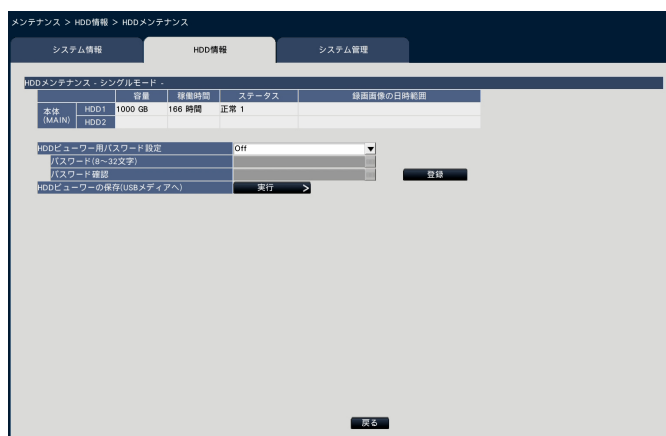 メンテナンス > HDD情報 > HDDメンテナンス
システム情報 HDD情報 システム管理
HDDメンテナンス - シングルモード -
容量 稼働時間 ステータス 録画画像の日時範囲
本体 (MAIN) HDD1 1000 GB 166 時間 正常 1
HDD2
HDDビューワー用パスワード設定 Off
パスワード(8～32文字)
パスワード確認 登録
HDDビューワーの保存(USBメディアへ) 実行 >
戻る